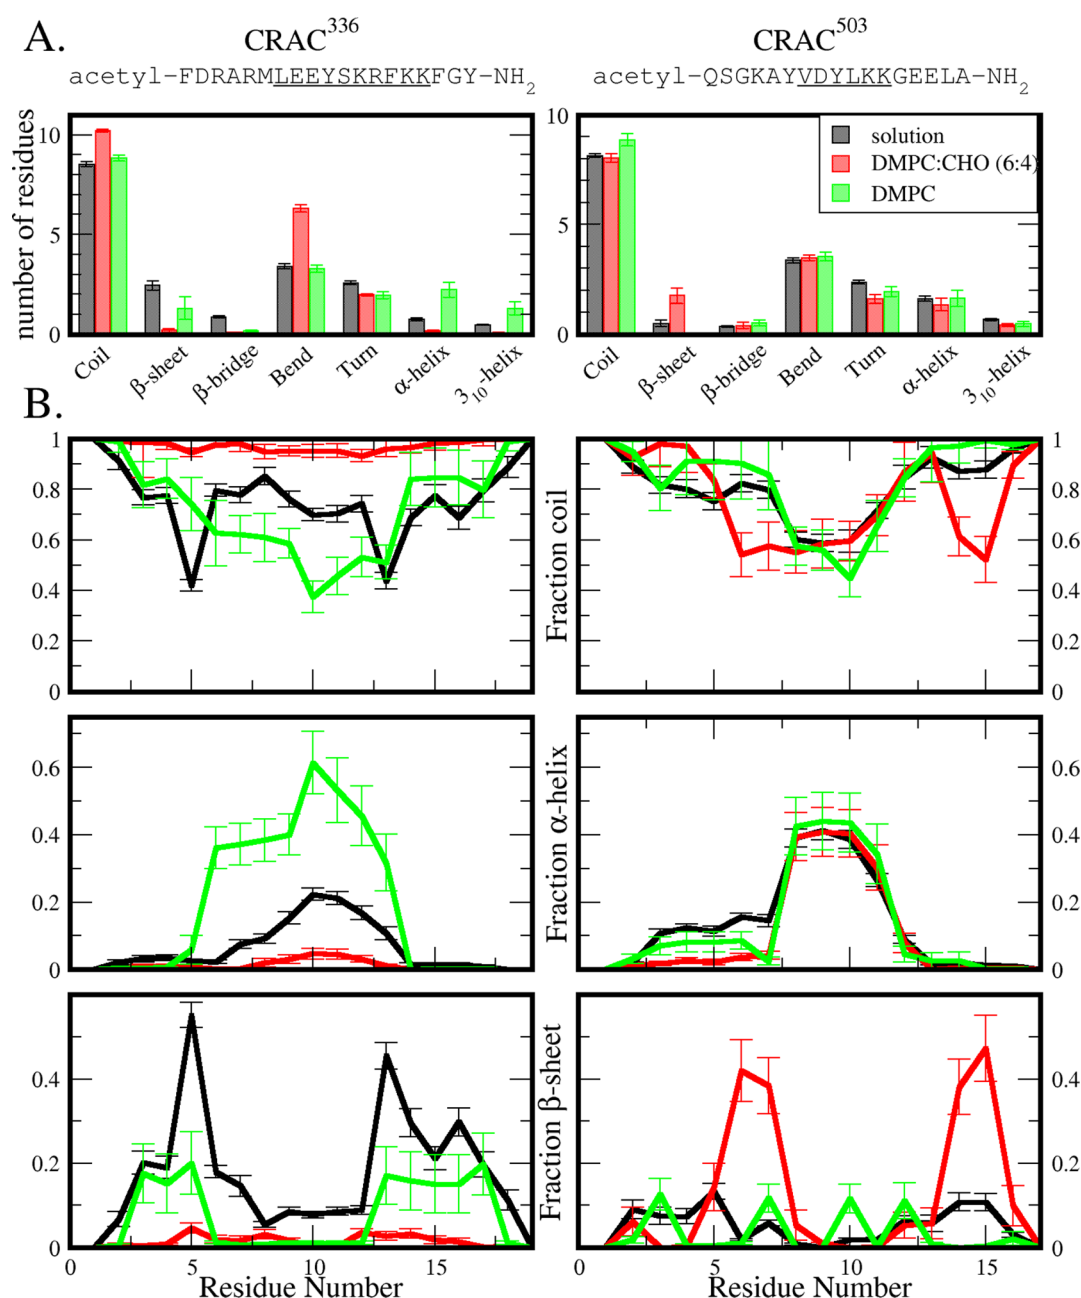 A.
CRAC336
CRAC503
acetyl-FDRARMLEEYSKRFKKFGY-NH2
acetyl-QSGKAYVDYLKKGEELA-NH2
number of residues
10
5
0
10
5
0
solution
DMPC:CHO (6:4)
DMPC
Coil
β-sheet
β-bridge
Bend
Turn
α-helix
310-helix
Coil
β-sheet
β-bridge
Bend
Turn
α-helix
310-helix
B.
1
0.8
0.6
0.4
0.2
0
Fraction coil
1
0.8
0.6
0.4
0.2
0
0.6
0.4
0.2
0
Fraction α-helix
0.6
0.4
0.2
0
0.4
0.2
0
Fraction β-sheet
0.4
0.2
0
0
5
10
15
0
5
10
15
Residue Number
Residue Number